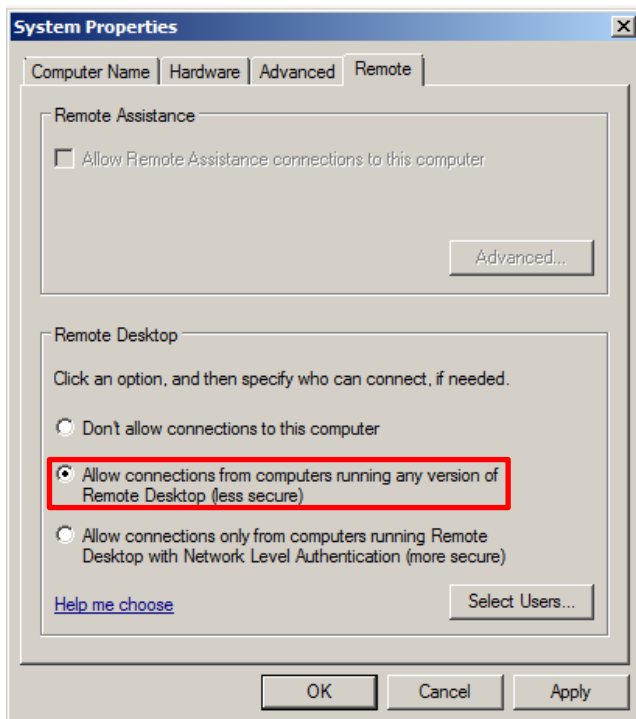 System Properties
Computer Name
Hardware
Advanced
Remote
Remote Assistance
Allow Remote Assistance connections to this computer
Advanced...
Remote Desktop
Click an option, and then specify who can connect, if needed.
Don't allow connections to this computer
Allow connections from computers running any version of
Remote Desktop (less secure)
Allow connections only from computers running Remote
Desktop with Network Level Authentication (more secure)
Help me choose
Select Users...
OK
Cancel
Apply